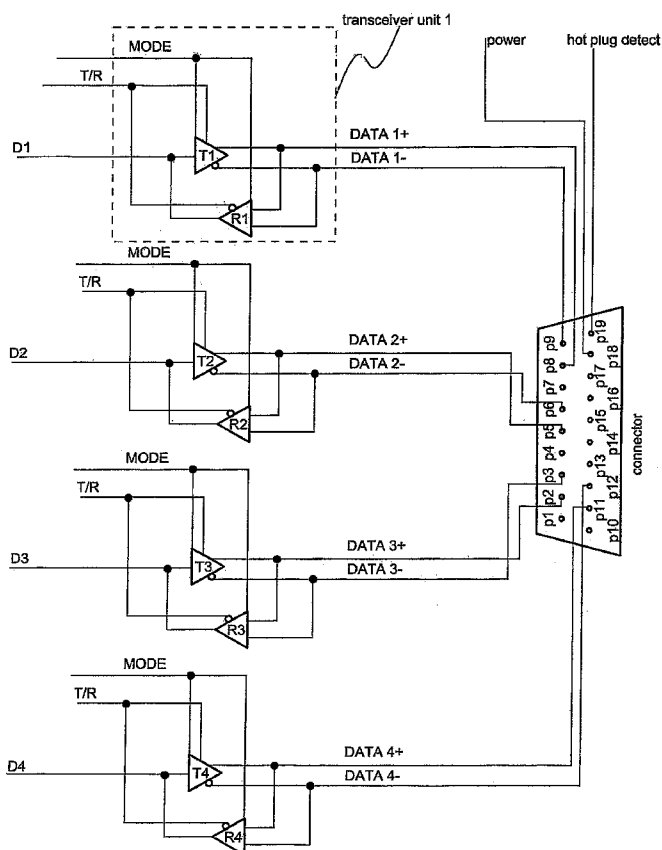 transceiver unit 1
MODE
power
hot plug detect
T/R
D1
T1
DATA 1+
DATA 1-
R1
MODE
T/R
D2
T2
DATA 2+
DATA 2-
R2
MODE
T/R
D3
T3
DATA 3+
DATA 3-
R3
MODE
T/R
D4
T4
DATA 4+
DATA 4-
R4
p9
p8
p7
p6
p5
p4
p3
p2
p1
p19
p18
p17
p16
p15
p14
p13
p12
p11
p10
connector